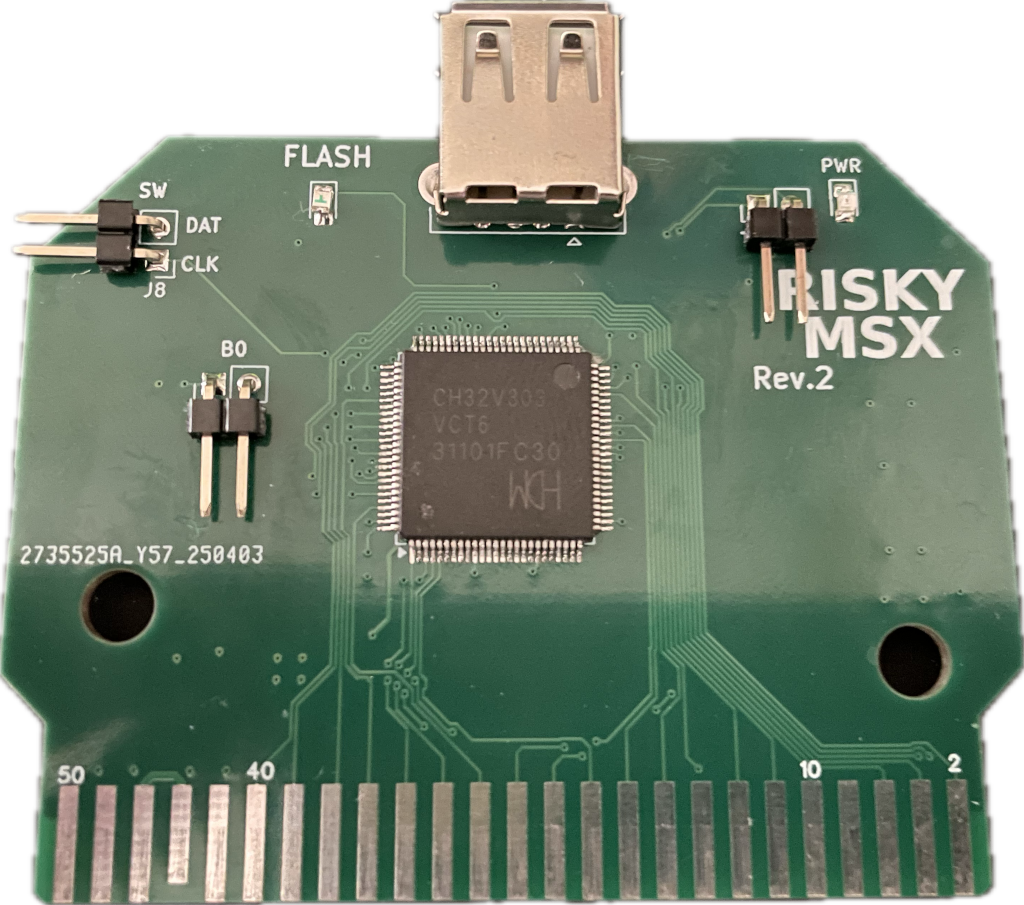 FLASH
PWR
SW
DAT
CLK
J8
RISKY
MSX
Rev.2
B0
CH32V303
VCT6
31101FC30
WCH
2735525A_Y57_250403
50
40
10
2